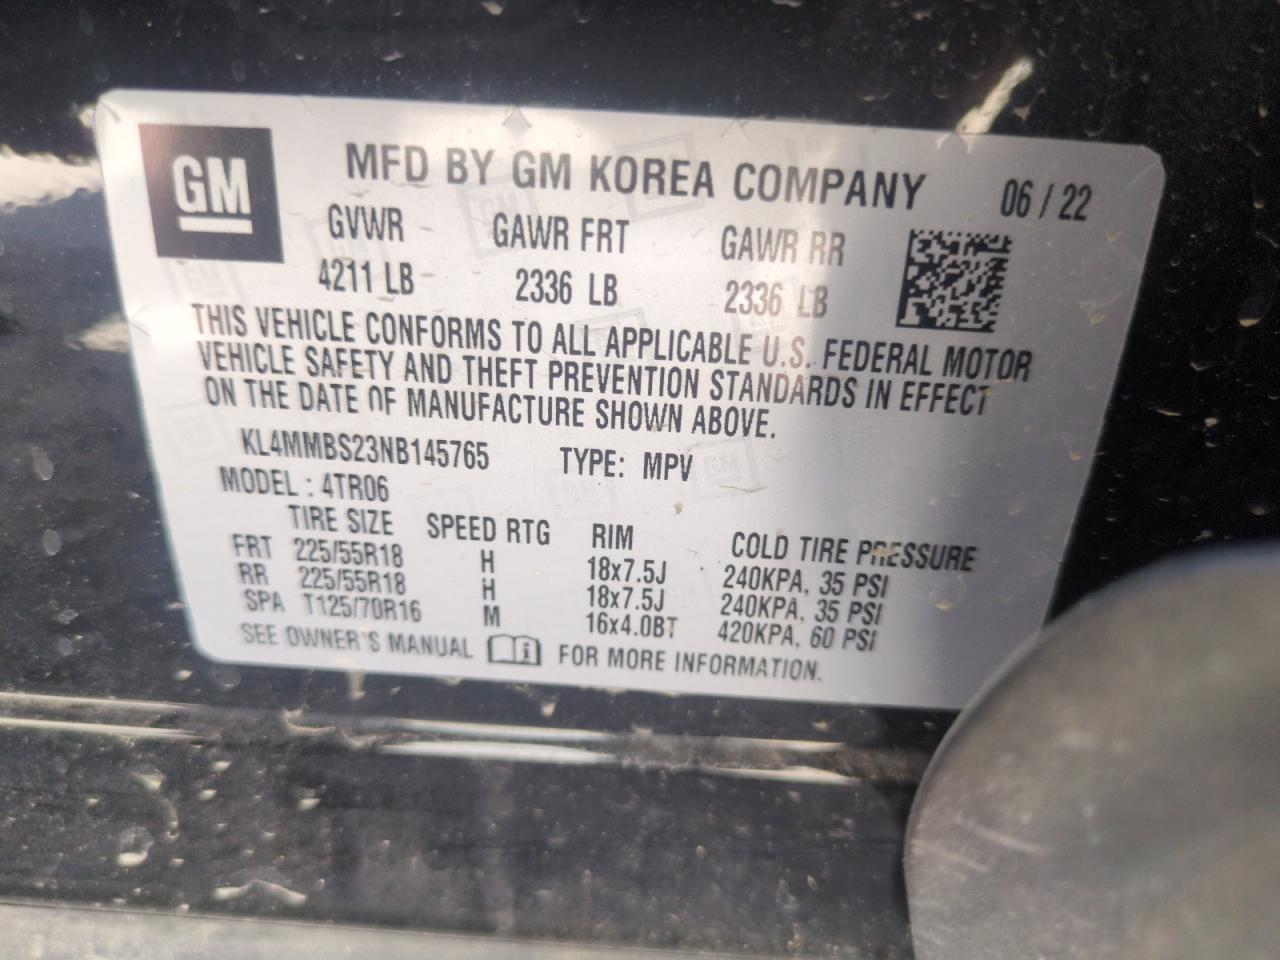 GM
MFD BY GM KOREA COMPANY 06 / 22
GVWR GAWR FRT GAWR RR
4211 LB 2336 LB 2336 LB
THIS VEHICLE CONFORMS TO ALL APPLICABLE U.S. FEDERAL MOTOR
VEHICLE SAFETY AND THEFT PREVENTION STANDARDS IN EFFECT
ON THE DATE OF MANUFACTURE SHOWN ABOVE.
KL4MMBS23NB145765 TYPE: MPV
MODEL : 4TR06
TIRE SIZE SPEED RTG RIM COLD TIRE PRESSURE
FRT 225/55R18 H 18x7.5J 240KPA, 35 PSI
RR 225/55R18 H 18x7.5J 240KPA, 35 PSI
SPA T125/70R16 M 16x4.0BT 420KPA, 60 PSI
SEE OWNER'S MANUAL i FOR MORE INFORMATION.